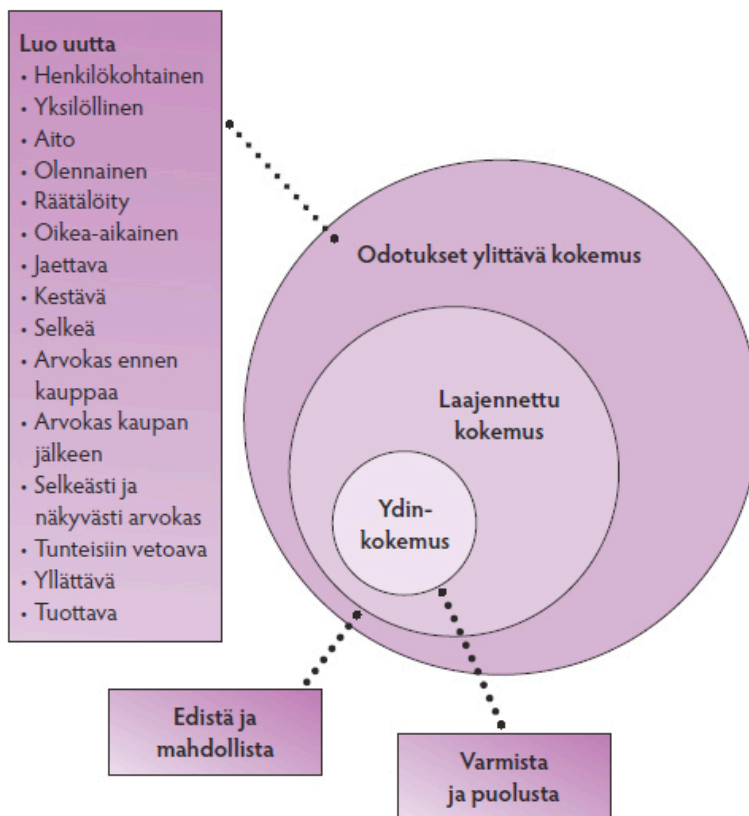 Luo uutta
• Henkilökohtainen
• Yksilöllinen
• Aito
• Olennainen
• Räätälöity
• Oikea-aikainen
• Jaettava
• Kestävä
• Selkeä
• Arvokas ennen
kauppaa
• Arvokas kaupan
jälkeen
• Selkeästi ja
näkyvästi arvokas
• Tunteisiin vetoava
• Yllättävä
• Tuottava
Odotukset ylittävä kokemus
Laajennettu
kokemus
Ydin-
kokemus
Edistä ja
mahdollista
Varmista
ja puolusta